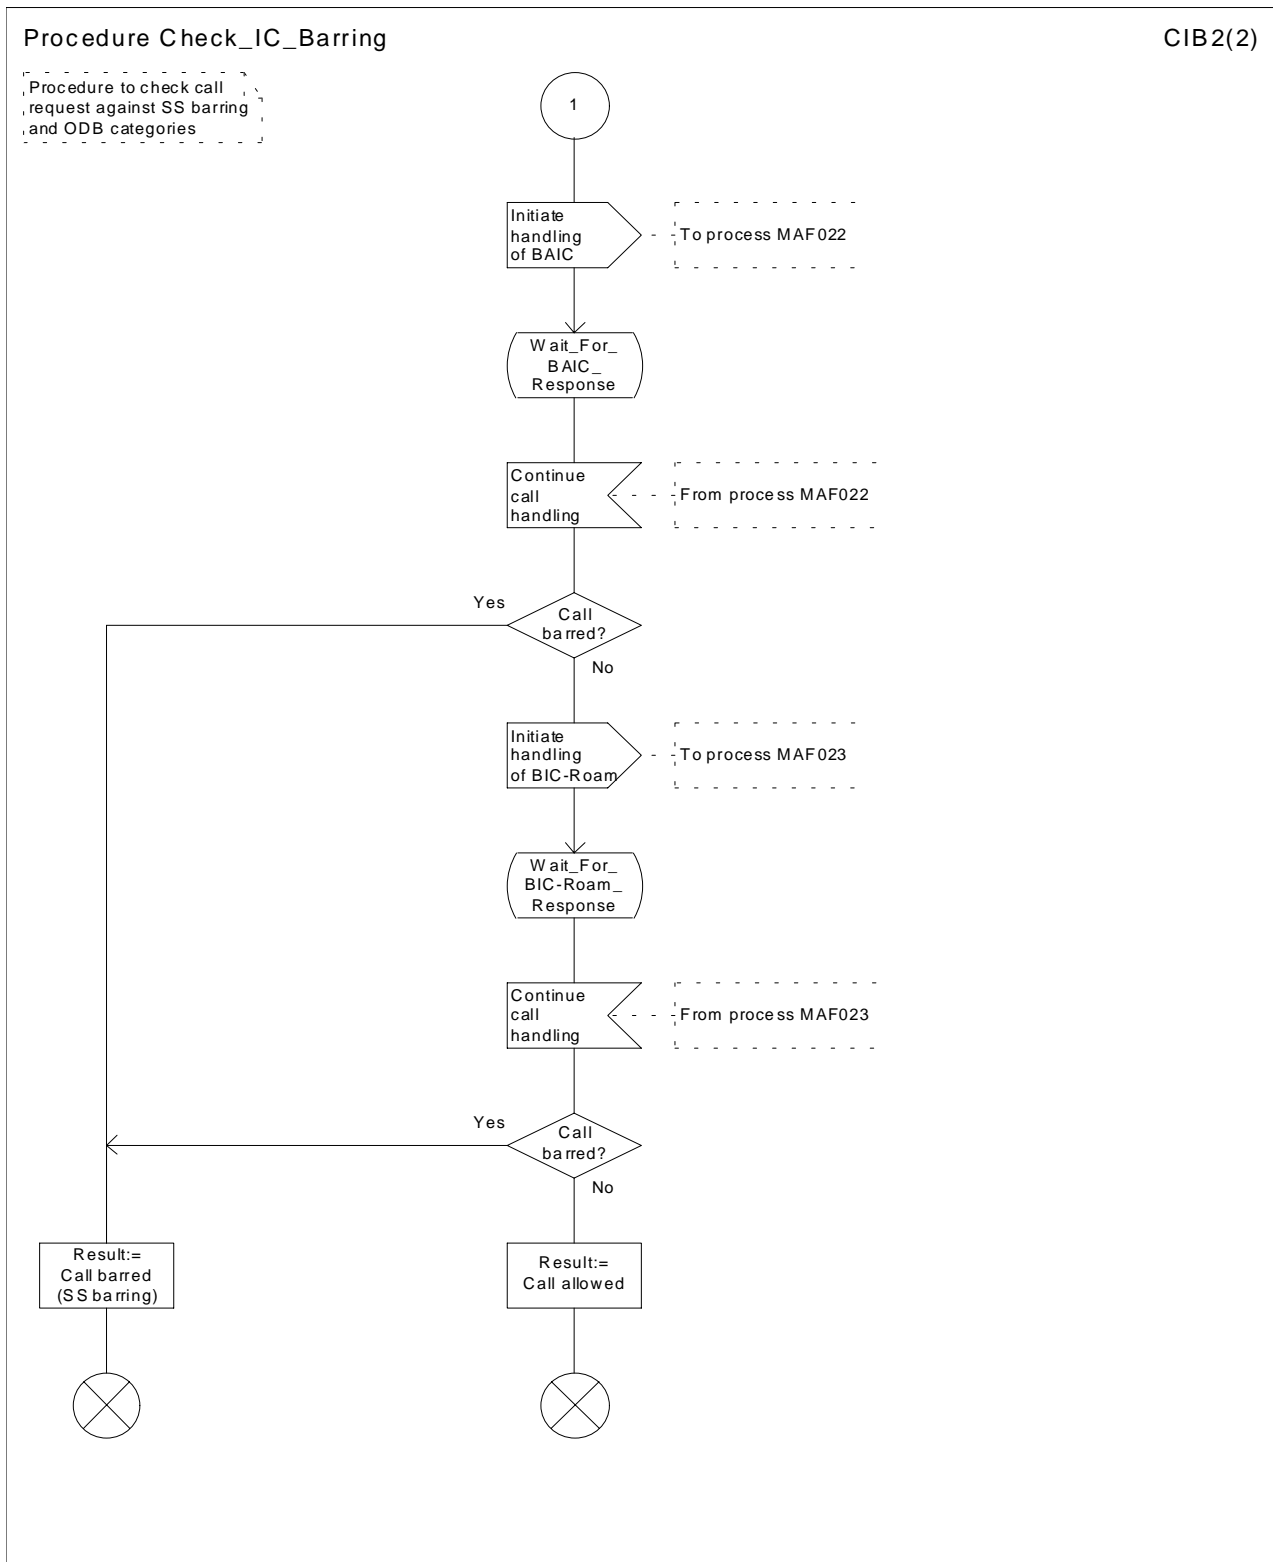 Procedure Check_IC_Barring
CIB2(2)
Procedure to check call
request against SS barring
and ODB categories
1
Initiate
handling
of BAIC
To process MAF022
Wait_For_
BAIC_
Response
Continue
call
handling
From process MAF022
Yes
Call
barred?
No
Initiate
handling
of BIC-Roam
To process MAF023
Wait_For_
BIC-Roam_
Response
Continue
call
handling
From process MAF023
Yes
Call
barred?
No
Result:=
Call barred
(SS barring)
Result:=
Call allowed